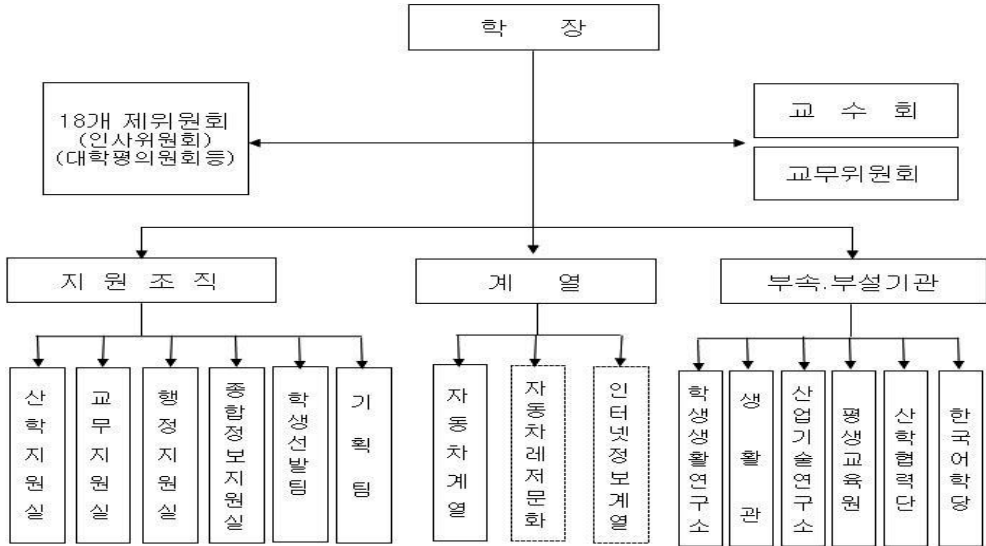 학 장
18개 제위원회
(인사위원회)
(대학평의원회등)
교 수 회
교무위원회
지 원 조 직
계 열
부속.부설기관
산학지원실
교무지원실
행정지원실
종합정보지원실
학생선발팀
기획팀
자동차계열
자동차레저문화
인터넷정보계열
학생생활연구소
생활관
산업기술연구소
평생교육원
산학협력단
한국어학당